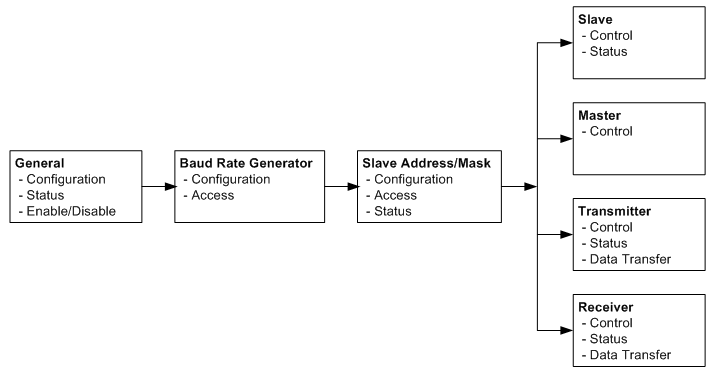 General
- Configuration
- Status
- Enable/Disable
Baud Rate Generator
- Configuration
- Access
Slave Address/Mask
- Configuration
- Access
- Status
Slave
- Control
- Status
Master
- Control
Transmitter
- Control
- Status
- Data Transfer
Receiver
- Control
- Status
- Data Transfer